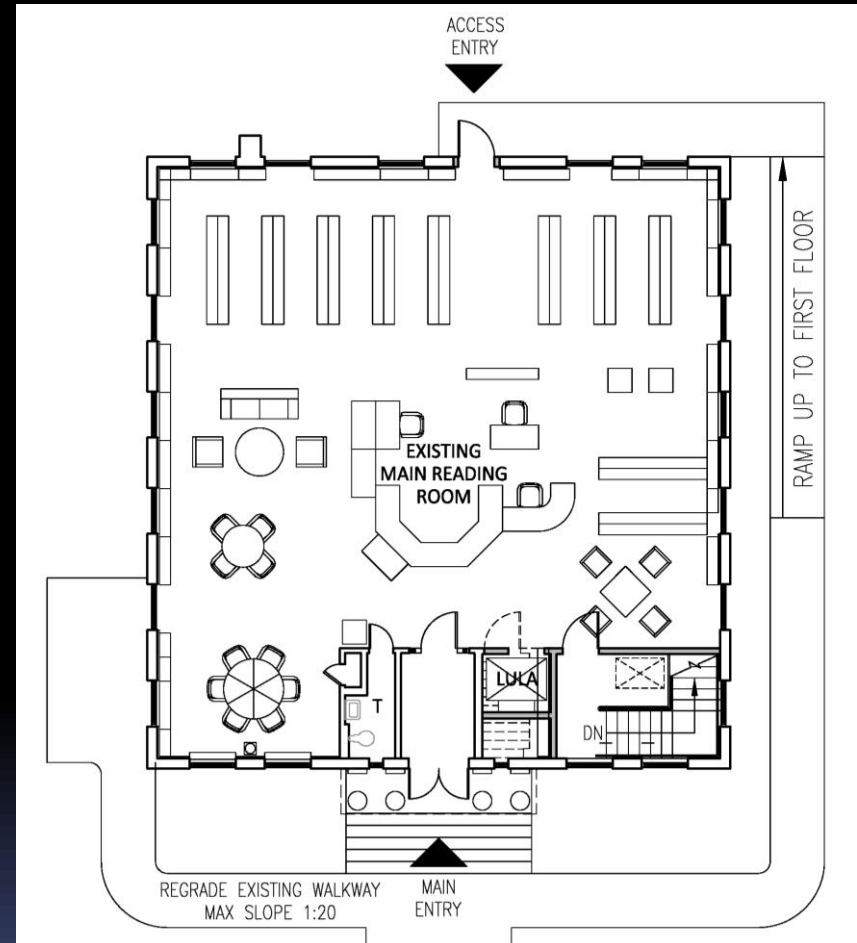 ACCESS
ENTRY
RAMP UP TO FIRST FLOOR
EXISTING
MAIN READING
ROOM
LULA
T
DN
REGRADE EXISTING WALKWAY
MAX SLOPE 1:20
MAIN
ENTRY